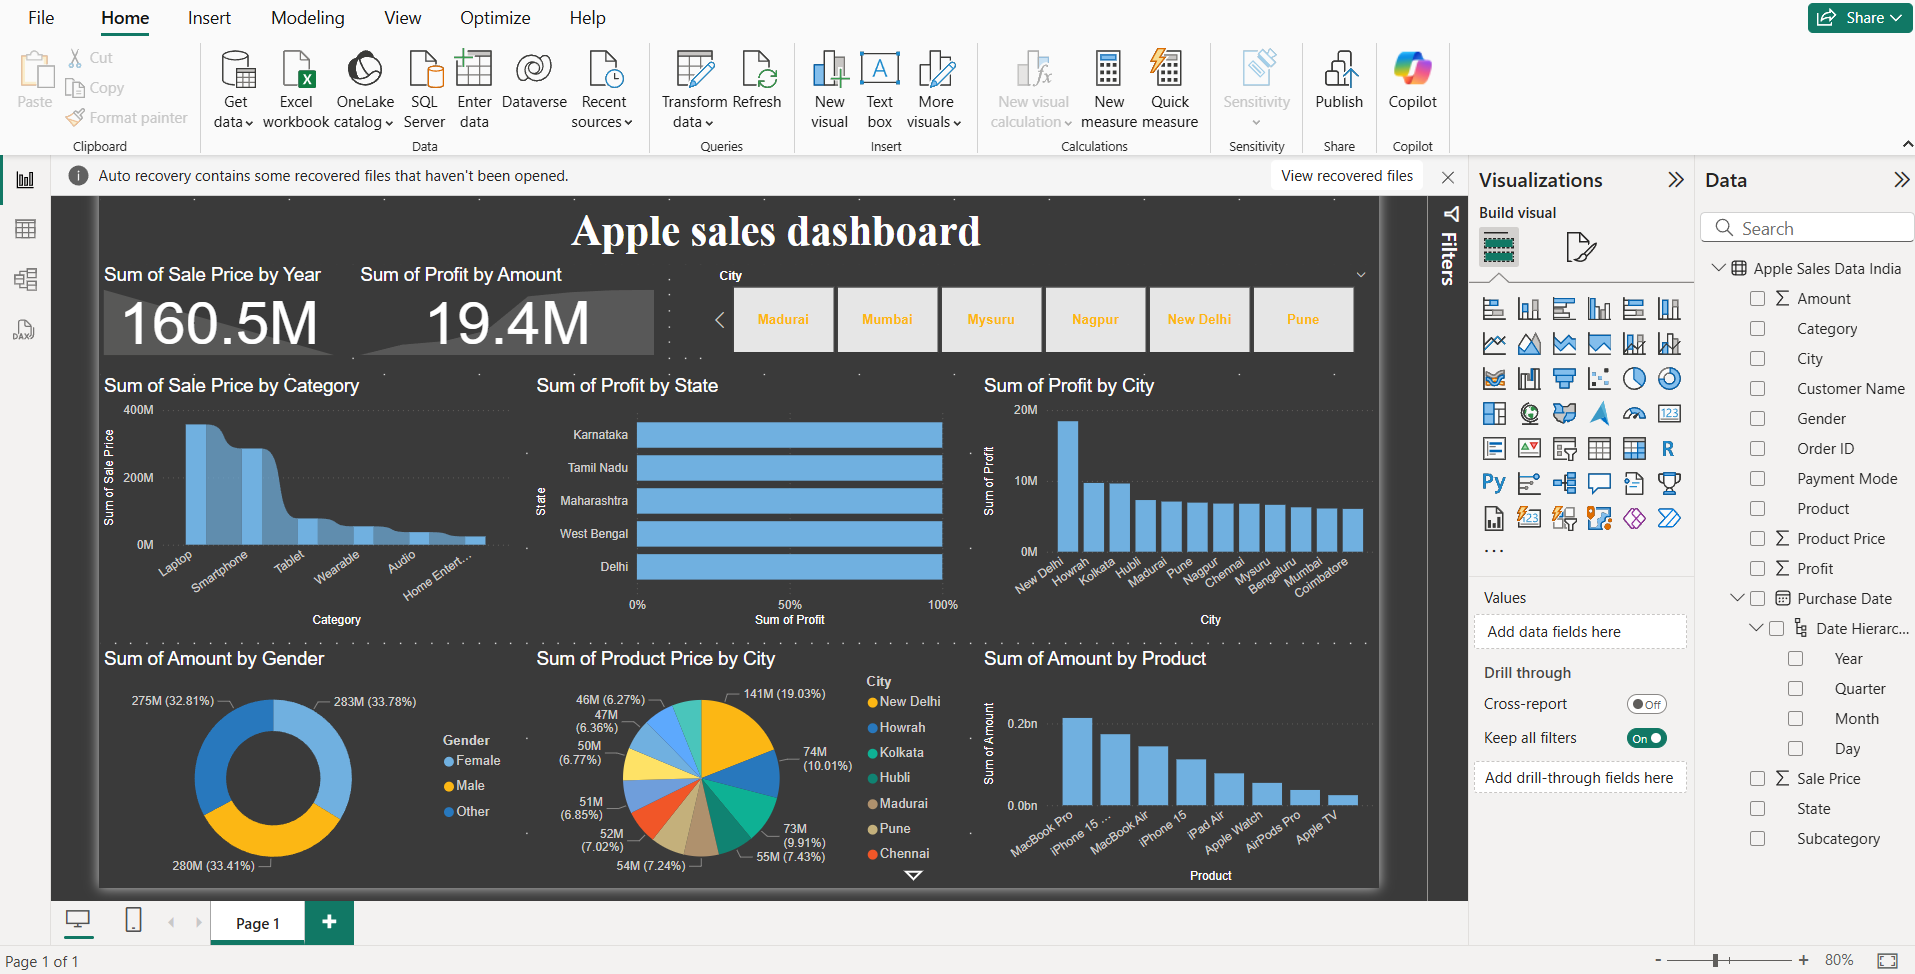 File Home Insert Modeling View Optimize Help
Share
Paste
Cut
Copy
Format painter
Clipboard
Get
data
Excel
workbook
OneLake
catalog
SQL
Server
Enter
data
Dataverse
Recent
sources
Data
Transform
data
Refresh
Queries
New
visual
A
Text
box
More
visuals
Insert
fx
New visual
calculation
New
measure
Quick
measure
Calculations
Sensitivity
Sensitivity
Publish
Share
Copilot
Copilot
Auto recovery contains some recovered files that haven't been opened.
View recovered files
DAX
Apple sales dashboard
Sum of Sale Price by Year
160.5M
Sum of Profit by Amount
19.4M
City
Madurai
Mumbai
Mysuru
Nagpur
New Delhi
Pune
Sum of Sale Price by Category
Sum of Sale Price
400M
200M
0M
Laptop
Smartphone
Tablet
Wearable
Audio
Home Entert...
Category
Sum of Profit by State
State
Karnataka
Tamil Nadu
Maharashtra
West Bengal
Delhi
0% 50% 100%
Sum of Profit
Sum of Profit by City
Sum of Profit
20M
10M
0M
New Delhi
Howrah
Kolkata
Hubli
Madurai
Pune
Nagpur
Chennai
Mysuru
Bengaluru
Mumbai
Coimbatore
City
Sum of Amount by Gender
275M (32.81%)
283M (33.78%)
280M (33.41%)
Gender
Female
Male
Other
Sum of Product Price by City
141M (19.03%)
74M
(10.01%)
73M
(9.91%)
55M (7.43%)
54M (7.24%)
52M
(7.02%)
51M
(6.85%)
50M
(6.77%)
47M
(6.36%)
46M (6.27%)
City
New Delhi
Howrah
Kolkata
Hubli
Madurai
Pune
Chennai
Sum of Amount by Product
Sum of Amount
0.2bn
0.0bn
MacBook Pro
iPhone 15 ...
MacBook Air
iPhone 15
iPad Air
Apple Watch
AirPods Pro
Apple TV
Product
Filters
Visualizations
Build visual
123
R
Py
123
...
Values
Add data fields here
Drill through
Cross-report
Off
Keep all filters
On
Add drill-through fields here
Data
Search
Apple Sales Data India
Amount
Category
City
Customer Name
Gender
Order ID
Payment Mode
Product
Product Price
Profit
Purchase Date
Date Hierarc...
Year
Quarter
Month
Day
Sale Price
State
Subcategory
Page 1
+
Page 1 of 1
- + 80%